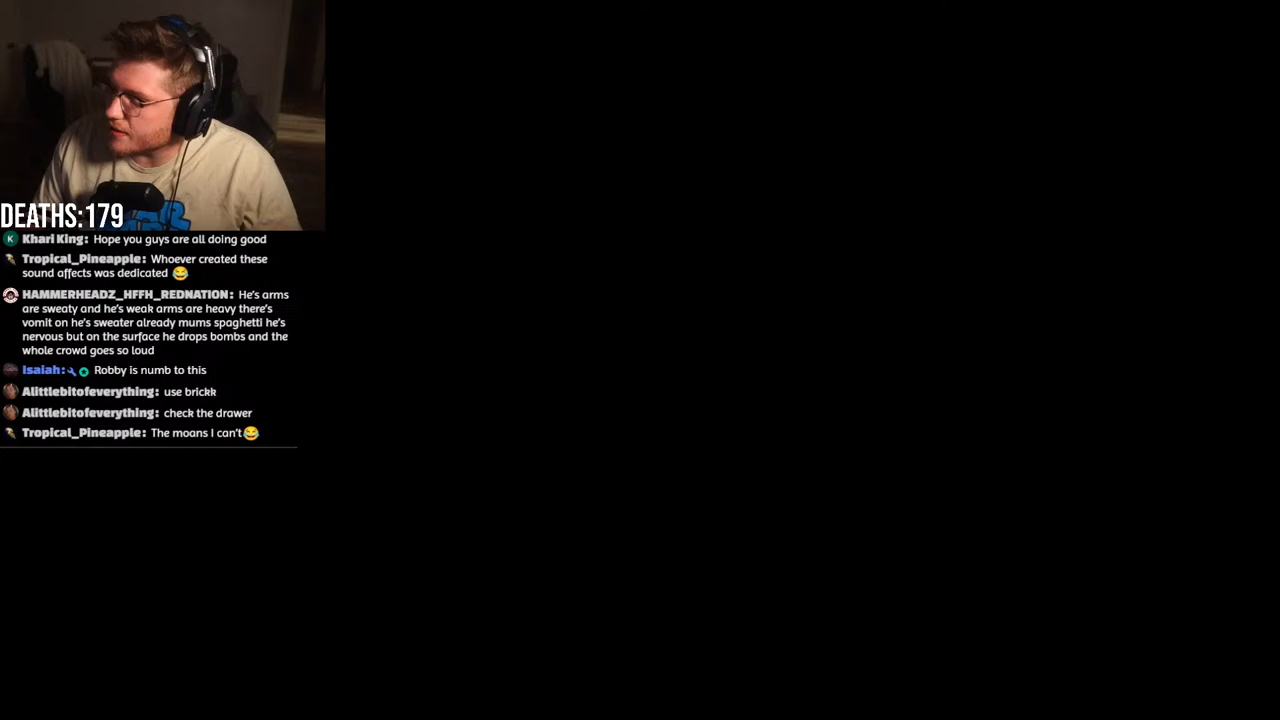 DEATHS:179
K Khari King: Hope you guys are all doing good
Tropical_Pineapple: Whoever created these
sound affects was dedicated 😂
HAMMERHEADZ_HFFH_REDNATION: He's arms
are sweaty and he's weak arms are heavy there's
vomit on he's sweater already mums spaghetti he's
nervous but on the surface he drops bombs and the
whole crowd goes so loud
Isaiah: Robby is numb to this
Alittlebitofeverything: use brickk
Alittlebitofeverything: check the drawer
Tropical_Pineapple: The moans I can't😂